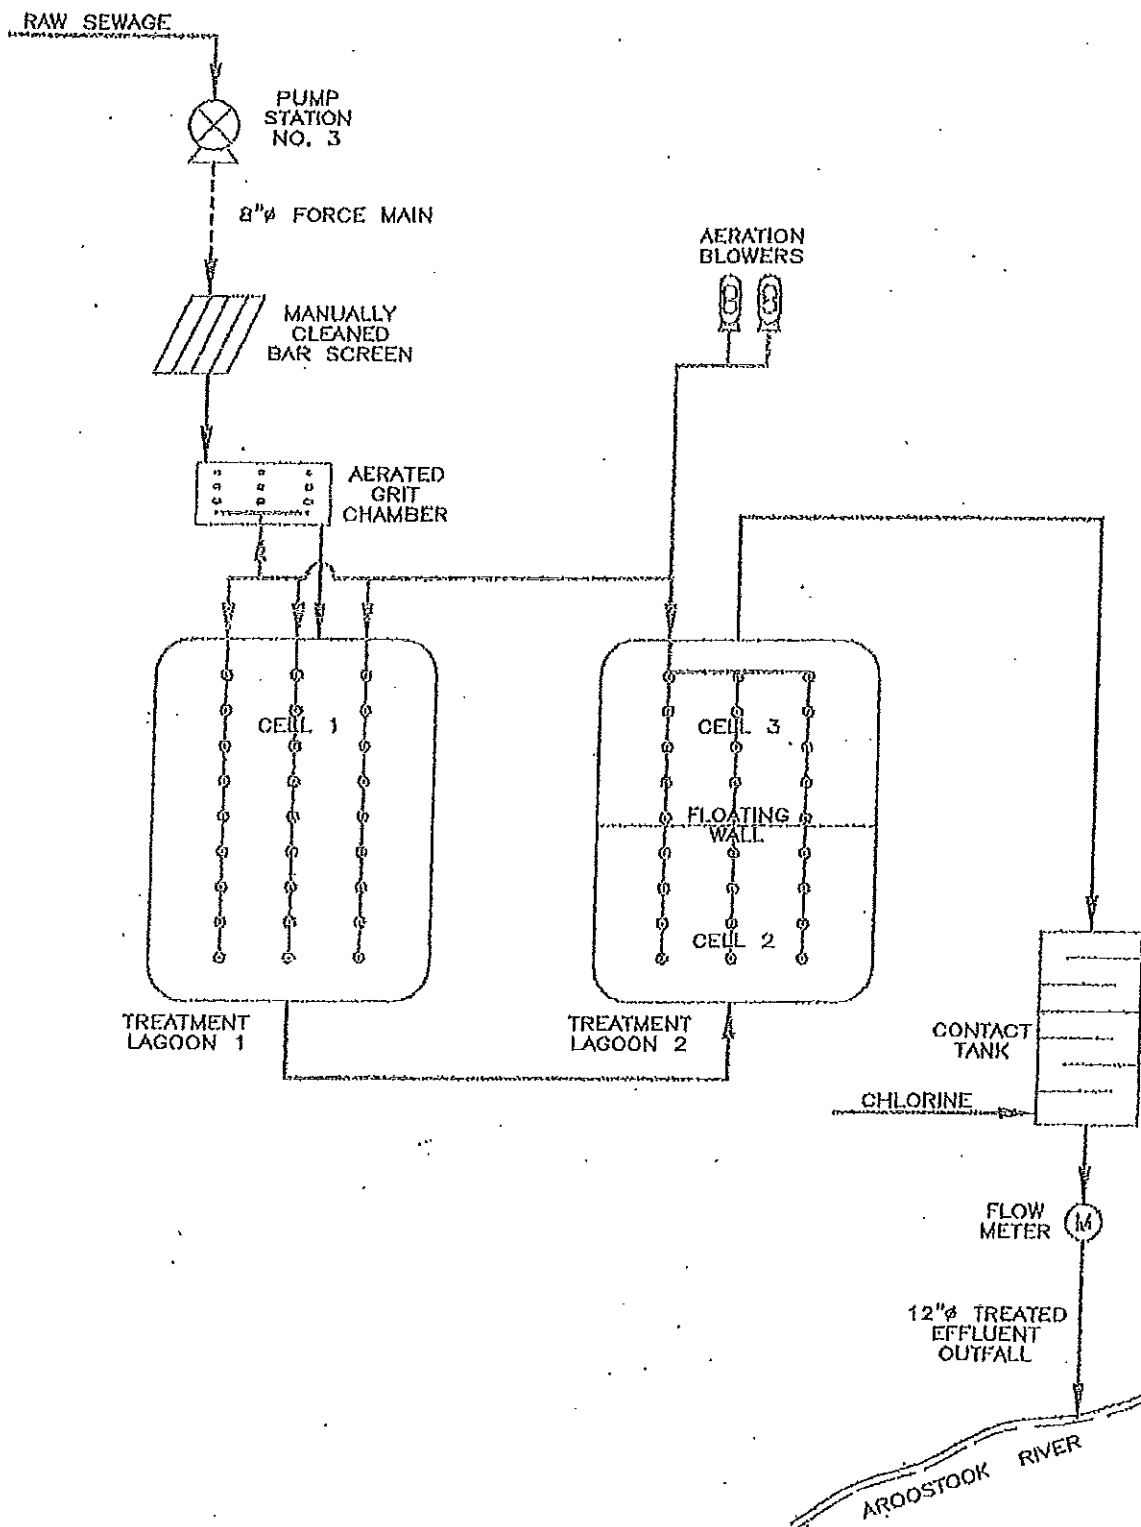 RAW SEWAGE
PUMP
STATION
NO. 3
8"ø FORCE MAIN
MANUALLY
CLEANED
BAR SCREEN
AERATION
BLOWERS
AERATED
GRIT
CHAMBER
CELL 1
CELL 3
FLOATING
WALL
CELL 2
TREATMENT
LAGOON 1
TREATMENT
LAGOON 2
CONTACT
TANK
CHLORINE
FLOW
METER
M
12"ø TREATED
EFFLUENT
OUTFALL
AROOSTOOK RIVER